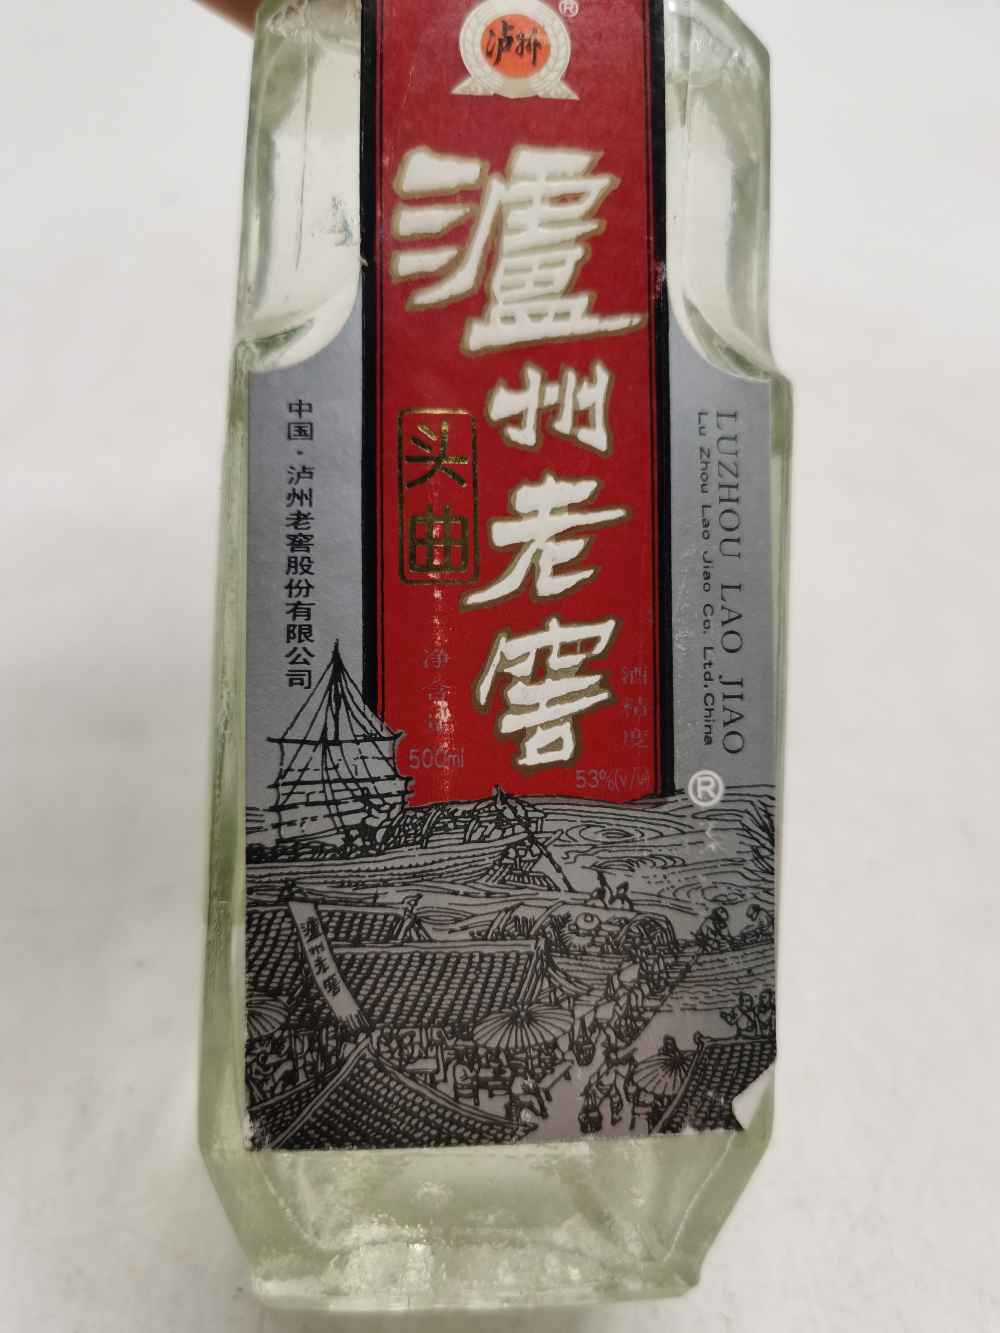 泸州
®
泸州老窖
头曲
中国·泸州老窖股份有限公司
LUZHOU LAO JIAO
Lu Zhou Lao Jiao Co. Ltd. China
®
净含量
500ml
酒精度
53%(v/v)
泸州老窖